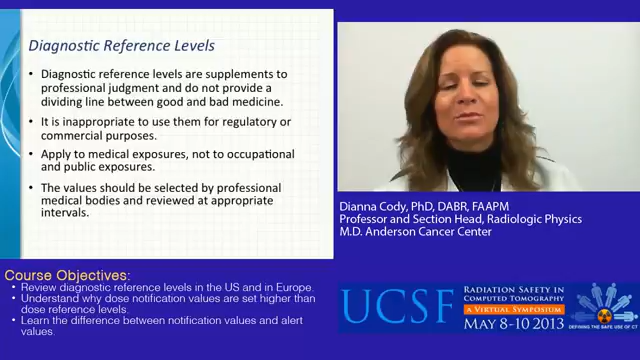 Diagnostic Reference Levels
• Diagnostic reference levels are supplements to
professional judgment and do not provide a
dividing line between good and bad medicine.
• It is inappropriate to use them for regulatory or
commercial purposes.
• Apply to medical exposures, not to occupational
and public exposures.
• The values should be selected by professional
medical bodies and reviewed at appropriate
intervals.
Dianna Cody, PhD, DABR, FAAPM
Professor and Section Head, Radiologic Physics
M.D. Anderson Cancer Center
Course Objectives:
• Review diagnostic reference levels in the US and in Europe.
• Understand why dose notification values are set higher than
dose reference levels.
• Learn the difference between notification values and alert
values.
UCSF
RADIATION SAFETY IN
COMPUTED TOMOGRAPHY
A VIRTUAL SYMPOSIUM
MAY 8-10 2013
DEFINING THE SAFE USE OF CT